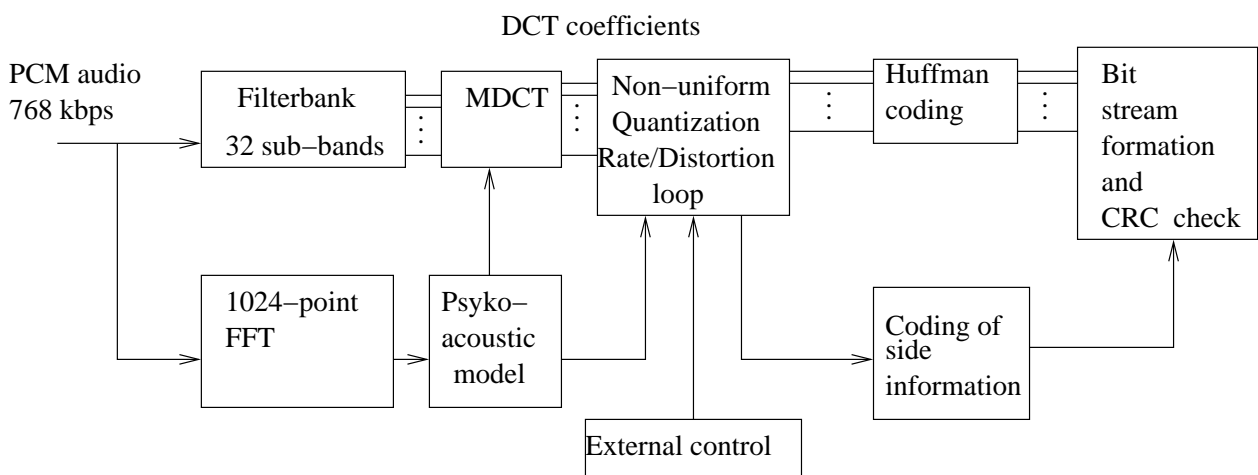 DCT coefficients
PCM audio
768 kbps
Filterbank
32 sub−bands
MDCT
Non−uniform
Quantization
Rate/Distortion
loop
Huffman
coding
Bit
stream
formation
and
CRC check
1024−point
FFT
Psyko−
acoustic
model
Coding of
side
information
External control